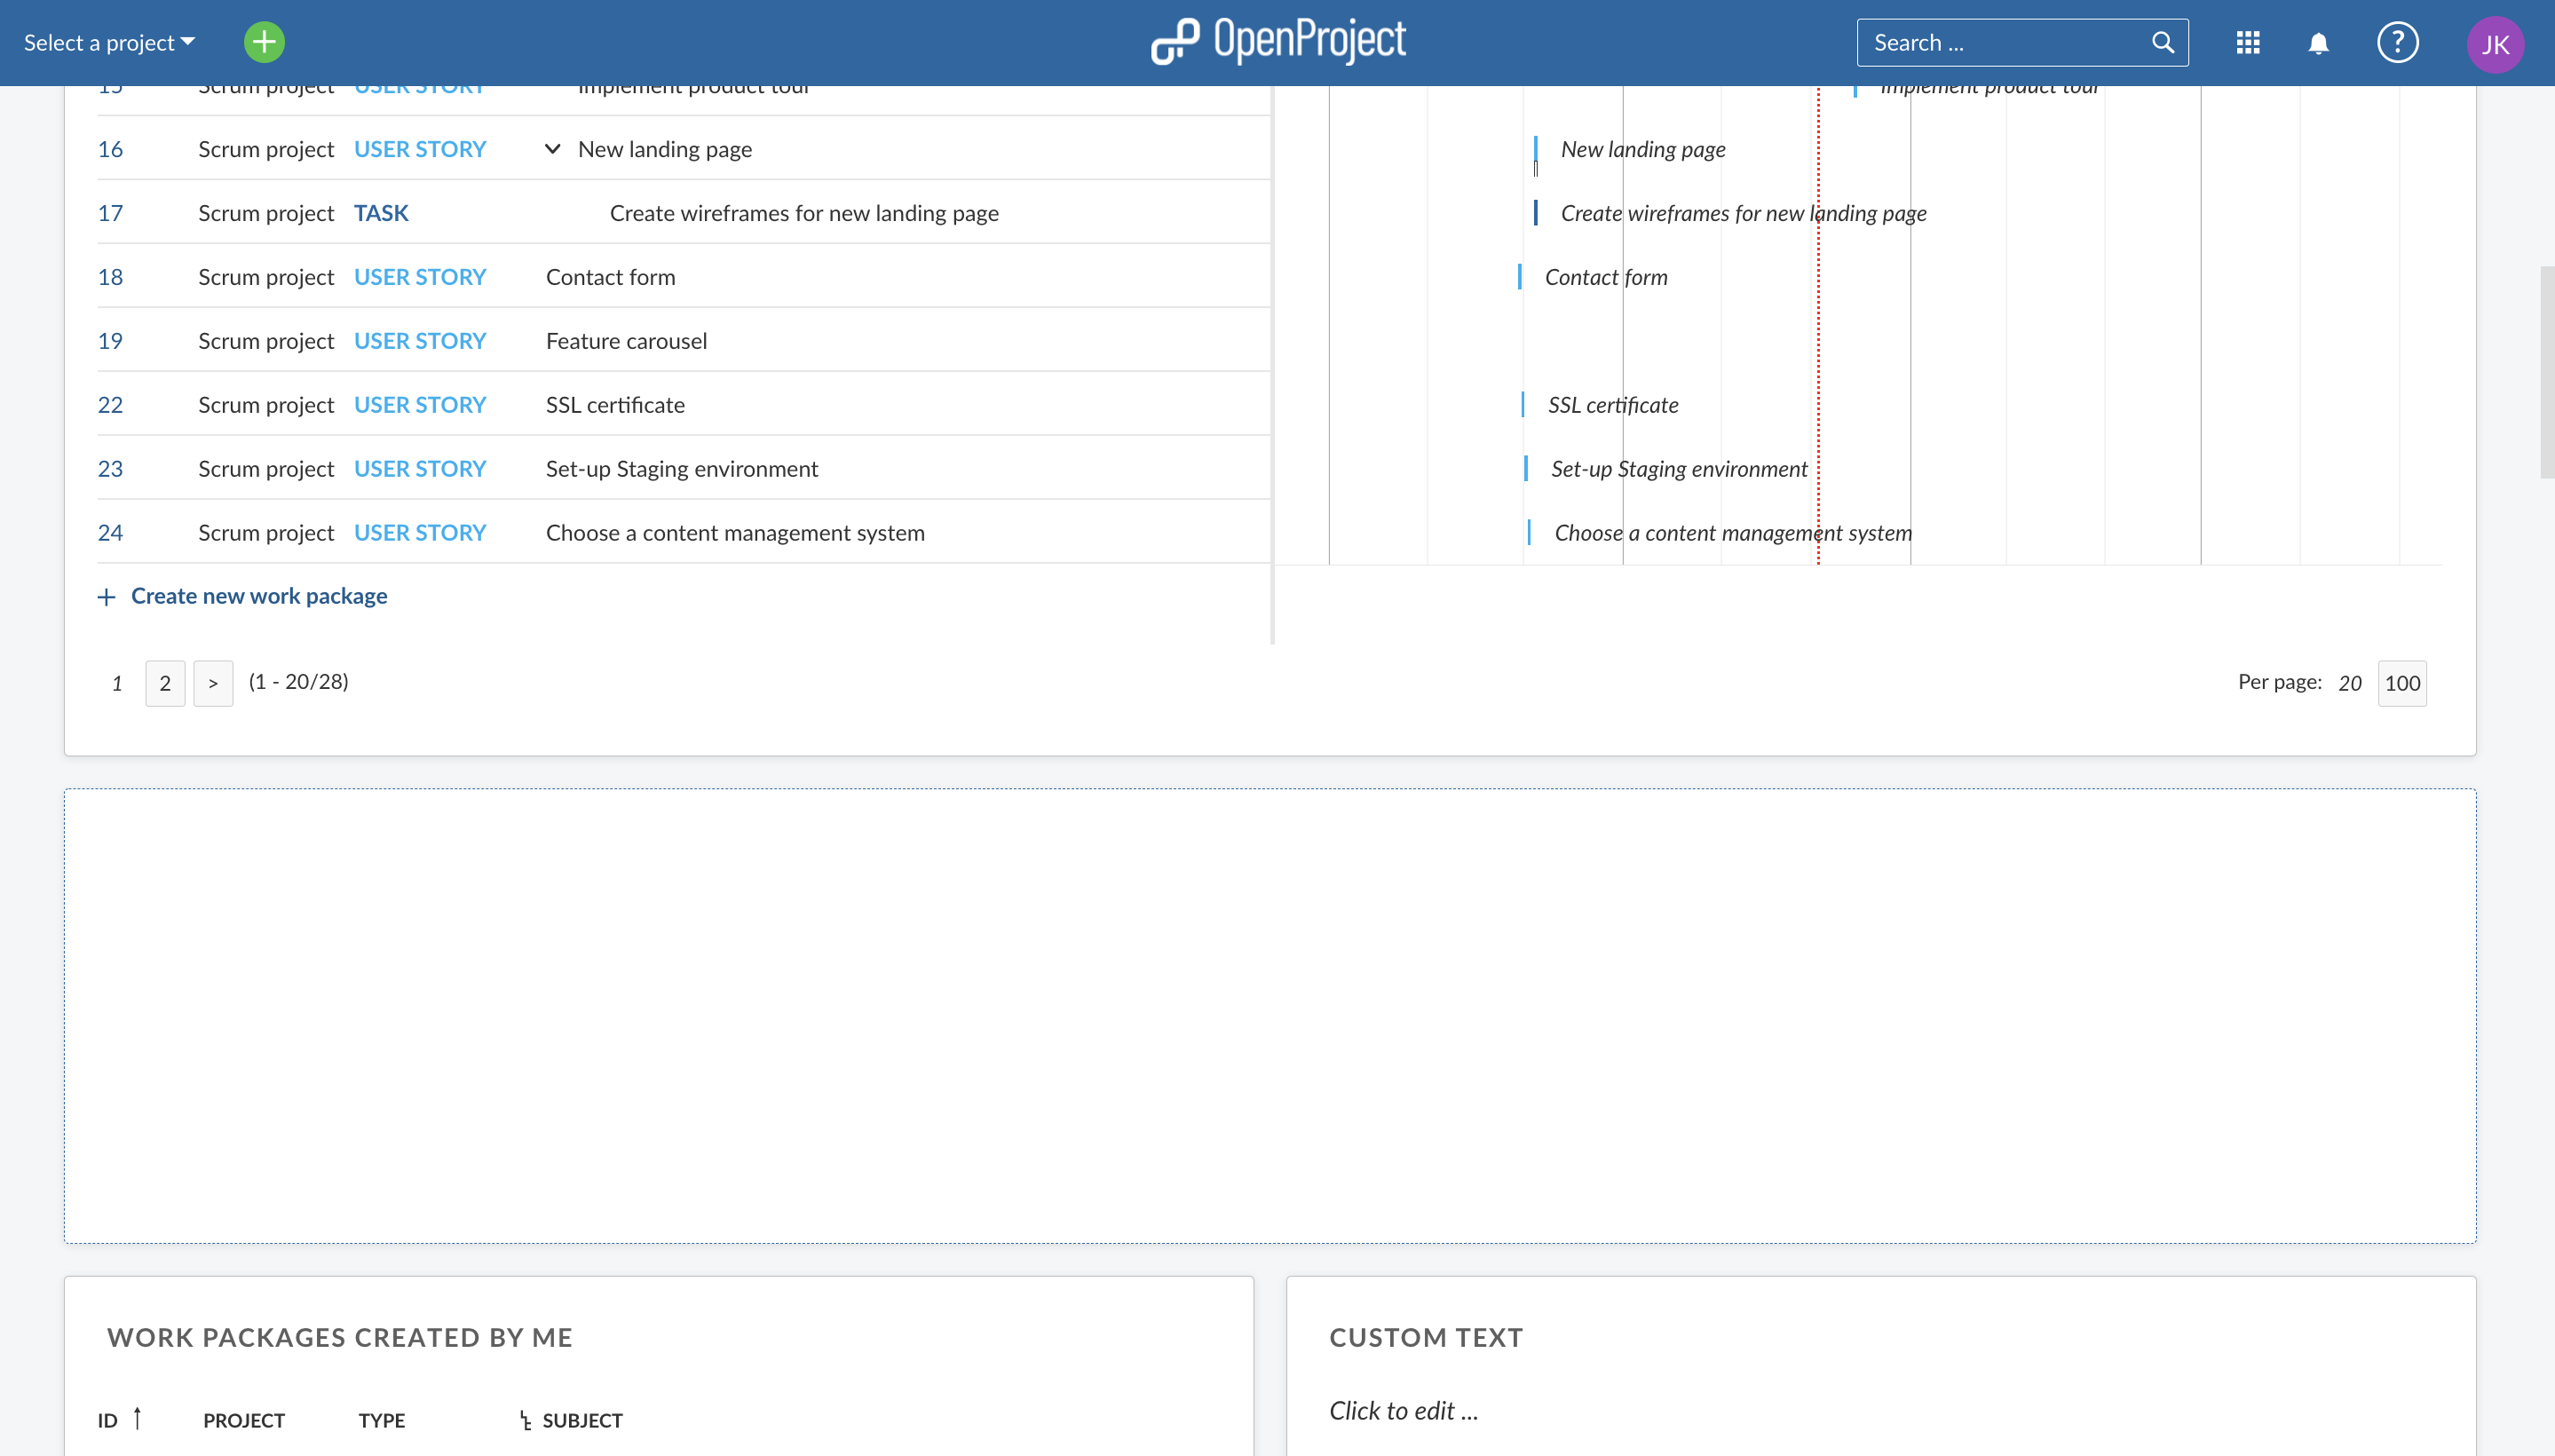 Select a project
OpenProject
Search ...
?
JK
15 Scrum project USER STORY Implement product tour Implement product tour
16 Scrum project USER STORY New landing page New landing page
17 Scrum project TASK Create wireframes for new landing page Create wireframes for new landing page
18 Scrum project USER STORY Contact form Contact form
19 Scrum project USER STORY Feature carousel
22 Scrum project USER STORY SSL certificate SSL certificate
23 Scrum project USER STORY Set-up Staging environment Set-up Staging environment
24 Scrum project USER STORY Choose a content management system Choose a content management system
+ Create new work package
1 2 > (1 - 20/28) Per page: 20 100
WORK PACKAGES CREATED BY ME
ID PROJECT TYPE SUBJECT
CUSTOM TEXT
Click to edit ...